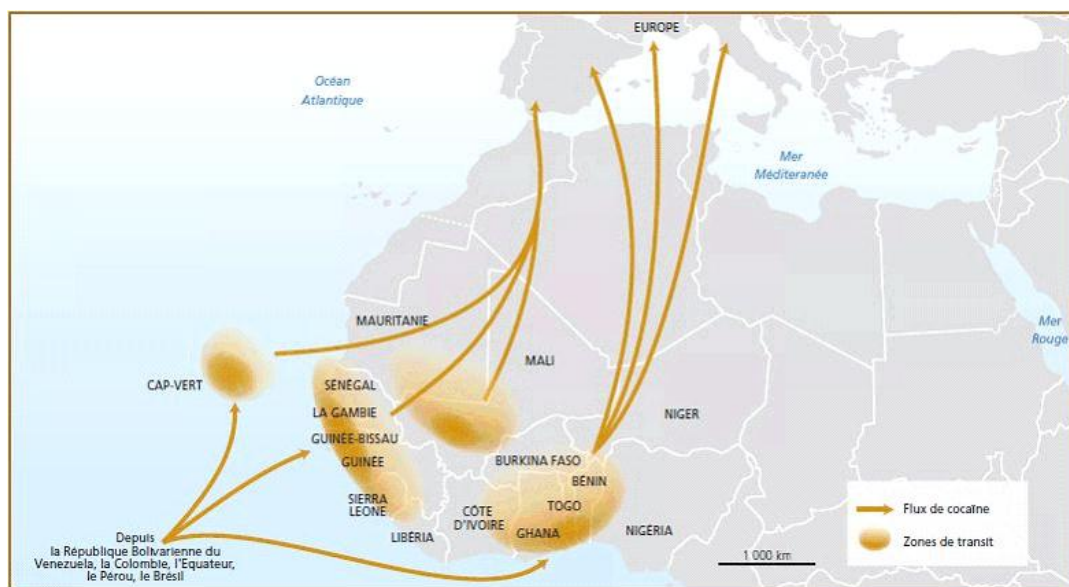 EUROPE
Océan
Atlantique
Mer
Méditeranée
MAURITANIE
Mer
Rouge
MALI
CAP-VERT
SÉNÉGAL
NIGER
LA GAMBIE
GUINÉE-BISSAU
GUINÉE
BURKINA FASO
BÉNIN
SIERRA
LEONE
CÔTE
D'IVOIRE
TOGO
GHANA
LIBÉRIA
NIGÉRIA
Flux de cocaïne
Zones de transit
1 000 km
Depuis
la République Bolivarienne du
Venezuela, la Colombie, l'Equateur,
le Pérou, le Brésil